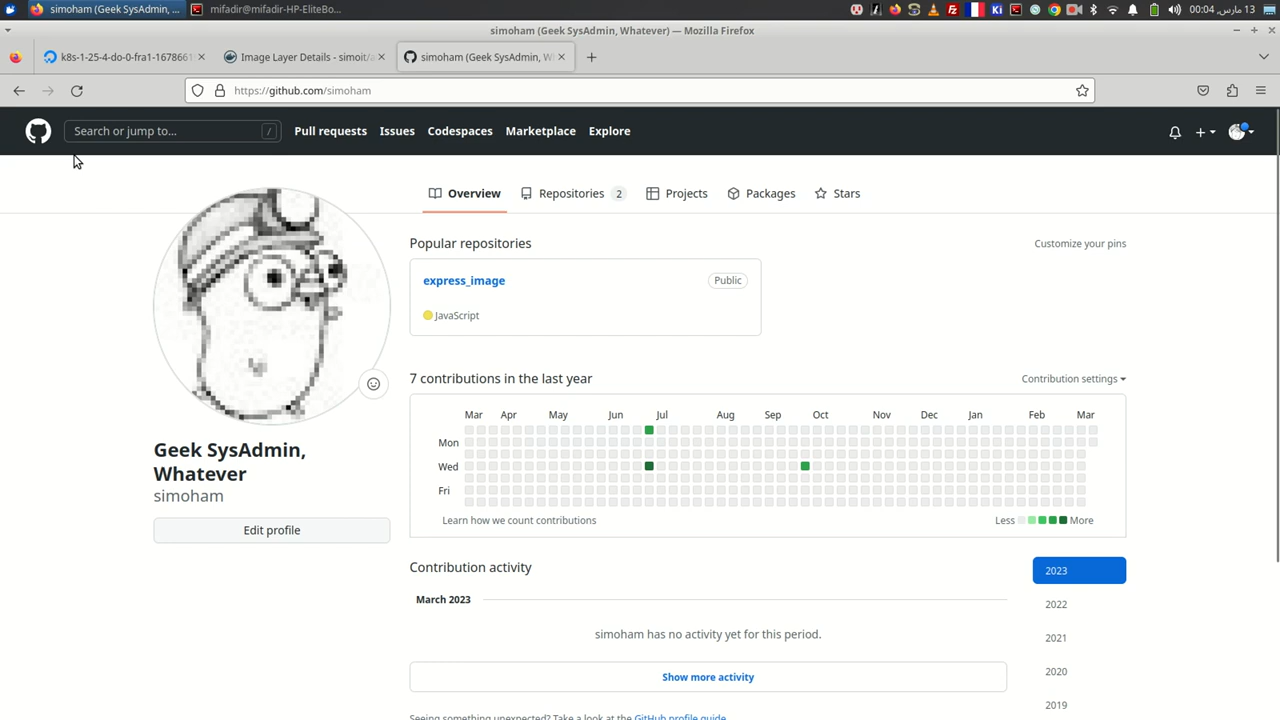 simoham (Geek SysAdmin, ...
mifadir@mifadir-HP-EliteBo...
Ki
13 مارس, 00:04
simoham (Geek SysAdmin, Whatever) — Mozilla Firefox
k8s-1-25-4-do-0-fra1-1678661
Image Layer Details - simoit/a
simoham (Geek SysAdmin, W
https://github.com/simoham
Search or jump to...
/
Pull requests
Issues
Codespaces
Marketplace
Explore
Overview
Repositories 2
Projects
Packages
Stars
Popular repositories
Customize your pins
express_image
Public
JavaScript
7 contributions in the last year
Contribution settings
Mar Apr May Jun Jul Aug Sep Oct Nov Dec Jan Feb Mar
Mon
Wed
Fri
Learn how we count contributions
Less
More
Geek SysAdmin,
Whatever
simoham
Edit profile
Contribution activity
2023
March 2023
2022
simoham has no activity yet for this period.
2021
2020
Show more activity
2019
Seeing something unexpected? Take a look at the GitHub profile guide.